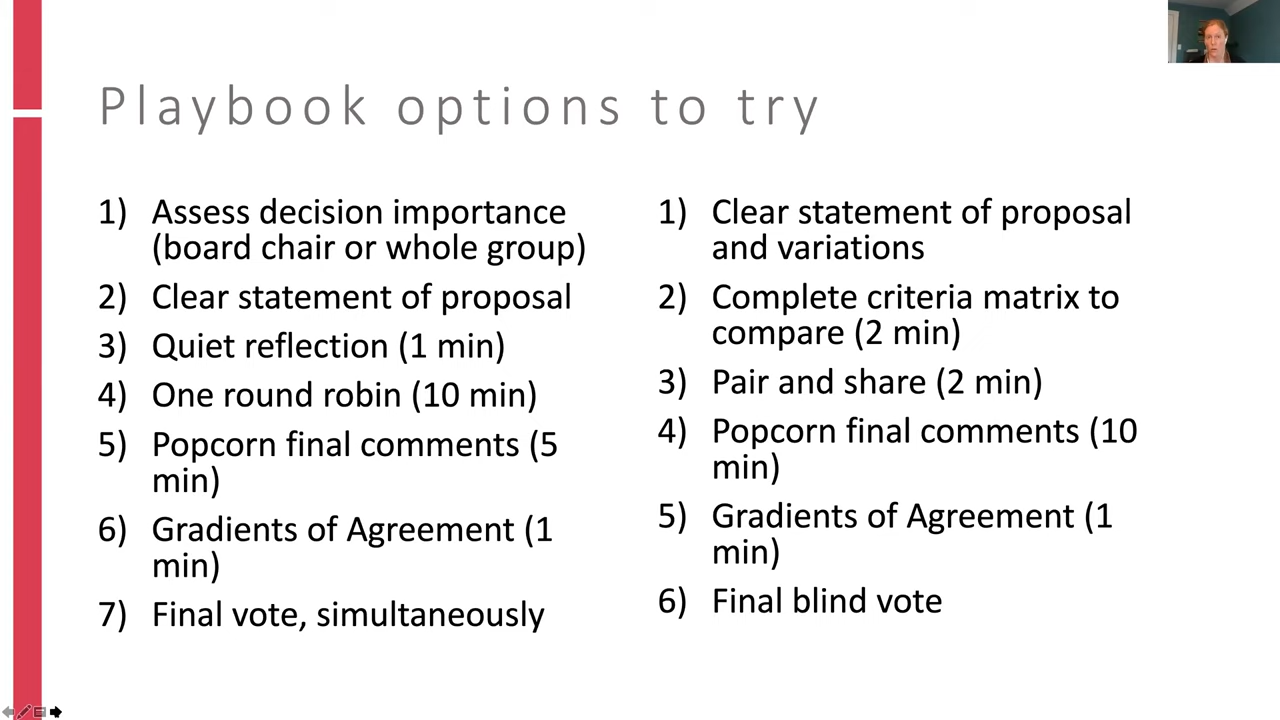 Playbook options to try
1) Assess decision importance
(board chair or whole group)
2) Clear statement of proposal
3) Quiet reflection (1 min)
4) One round robin (10 min)
5) Popcorn final comments (5
min)
6) Gradients of Agreement (1
min)
7) Final vote, simultaneously
1) Clear statement of proposal
and variations
2) Complete criteria matrix to
compare (2 min)
3) Pair and share (2 min)
4) Popcorn final comments (10
min)
5) Gradients of Agreement (1
min)
6) Final blind vote